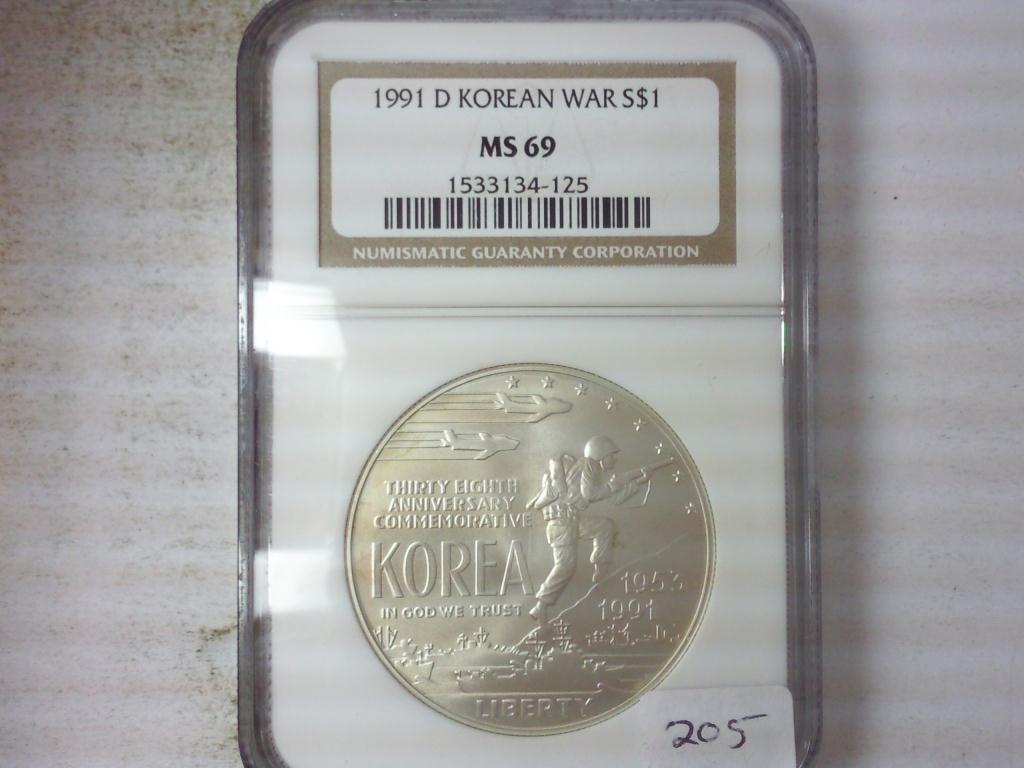 1991 D KOREAN WAR S$1
MS 69
1533134-125
NUMISMATIC GUARANTY CORPORATION
THIRTY EIGHTH
ANNIVERSARY
COMMEMORATIVE
KOREA
IN GOD WE TRUST
1953
1991
LIBERTY
205